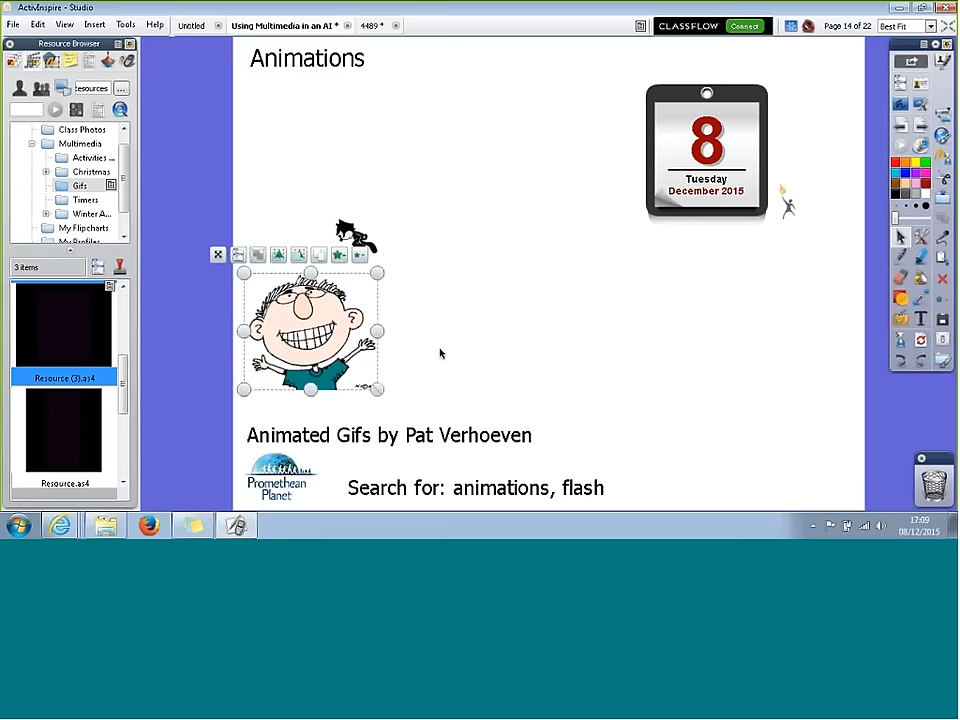 ActivInspire - Studio
File Edit View Insert Tools Help
Untitled
Using Multimedia in an AI *
4489 *
CLASSFLOW Connect
Page 14 of 22
Best Fit
Resource Browser
Class Photos
Multimedia
Activities ...
Christmas
Gifs
Timers
Winter A...
My Flipcharts
3 items
Resource (3).as4
Resource.as4
Animations
8
Tuesday
December 2015
Animated Gifs by Pat Verhoeven
Promethean
Planet
Search for: animations, flash
17:09
08/12/2015